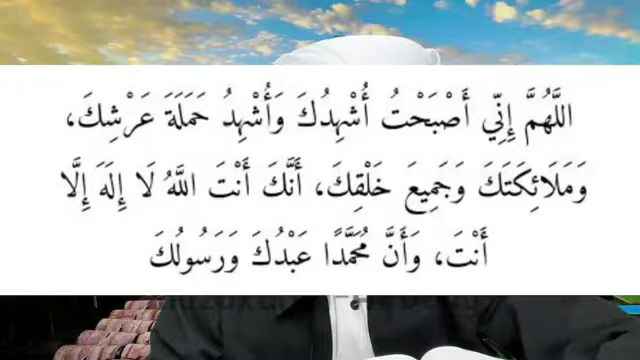 اللَّهُمَّ إِنِّي أَصْبَحْتُ أُشْهِدُكَ وَأُشْهِدُ حَمَلَةَ عَرْشِكَ،
وَمَلَائِكَتَكَ وَجَمِيعَ خَلْقِكَ، أَنَّكَ أَنْتَ اللَّهُ لَا إِلَهَ إِلَّا
أَنْتَ، وَأَنَّ مُحَمَّدًا عَبْدُكَ وَرَسُولُكَ